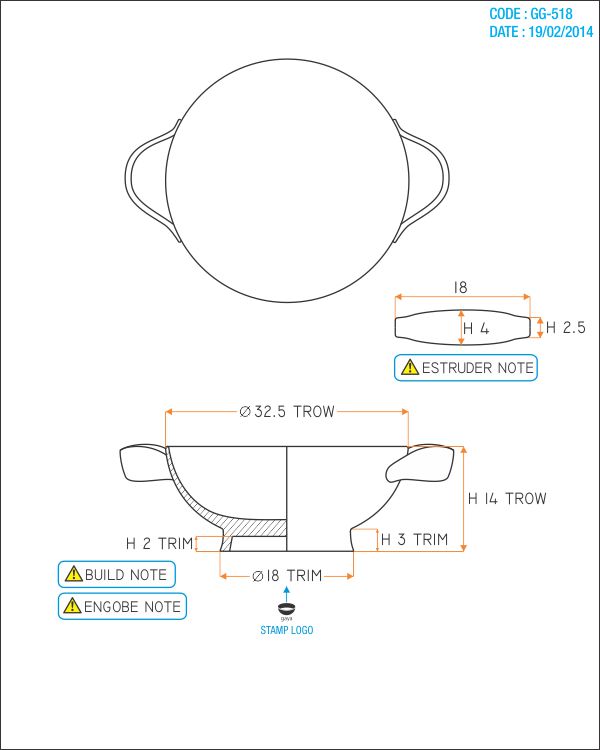 CODE : GG-518
DATE : 19/02/2014
18
H 4
H 2.5
ESTRUDER NOTE
Ø 32.5 TROW
H 14 TROW
H 2 TRIM
H 3 TRIM
Ø 18 TRIM
BUILD NOTE
ENGOBE NOTE
gaya
STAMP LOGO